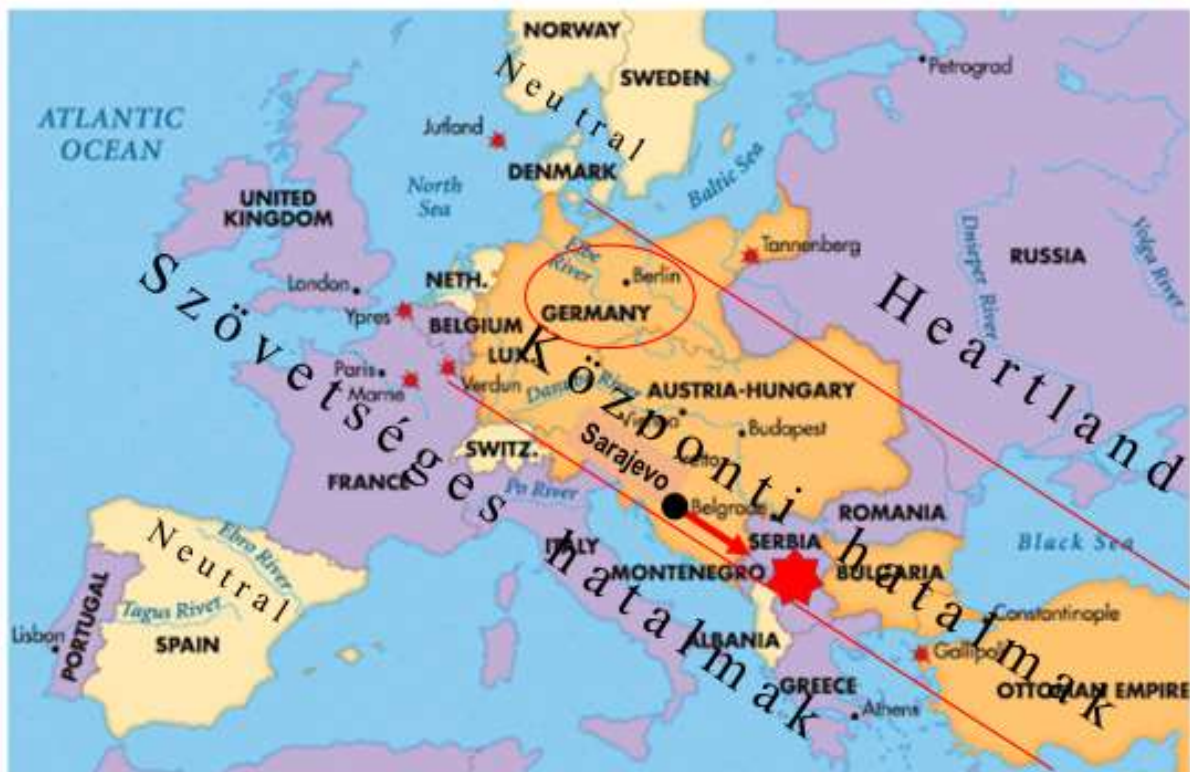 NORWAY
Neutral
SWEDEN
Petrograd
ATLANTIC
OCEAN
Jutland
DENMARK
North
Sea
Baltic Sea
UNITED
KINGDOM
Elbe
River
Tannenberg
Dnieper River
Volga River
RUSSIA
Berlin
NETH.
London
Ypres
GERMANY
BELGIUM
Heartland
Szövetséges hatalmak
Központi hatalmak
LUX.
Paris
Marne
Verdun
Danube River
AUSTRIA-HUNGARY
Budapest
SWITZ.
Sarajevo
FRANCE
Po River
Belgrade
ROMANIA
SERBIA
Black Sea
ITALY
MONTENEGRO
BULGARIA
Neutral
Ebro River
PORTUGAL
Tagus River
Lisbon
SPAIN
Constantinople
ALBANIA
Gallipoli
GREECE
OTTOMAN EMPIRE
Athens